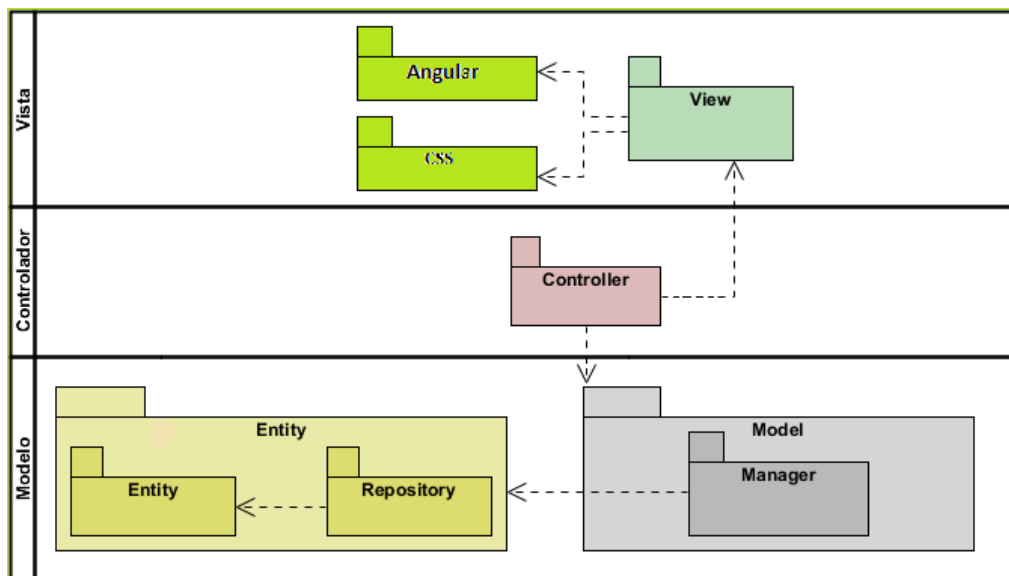 Vista
Angular
CSS
View
Controlador
Controller
Modelo
Entity
Entity
Repository
Model
Manager